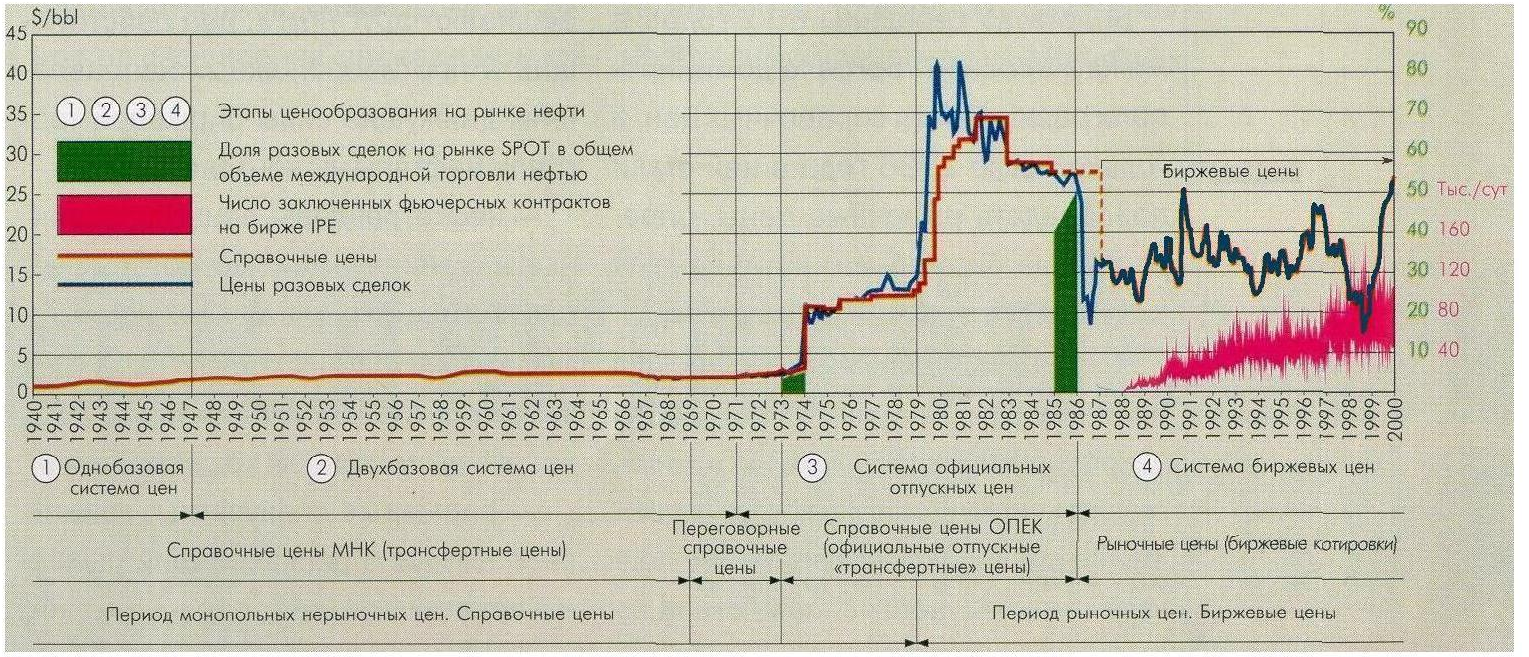 $/bbl
%
45
40
35
30
25
20
15
10
5
0
90
80
70
60
50 Тыс./сут
40 160
30 120
20 80
10 40
1 2 3 4 Этапы ценообразования на рынке нефти
Доля разовых сделок на рынке SPOT в общем
объеме международной торговли нефтью
Число заключенных фьючерсных контрактов
на бирже IPE
Справочные цены
Цены разовых сделок
Биржевые цены
1940 1941 1942 1943 1944 1945 1946 1947 1948 1949 1950 1951 1952 1953 1954 1955 1956 1957 1958 1959 1960 1961 1962 1963 1964 1965 1966 1967 1968 1969 1970 1971 1972 1973 1974 1975 1976 1977 1978 1979 1980 1981 1982 1983 1984 1985 1986 1987 1988 1989 1990 1991 1992 1993 1994 1995 1996 1997 1998 1999 2000
1 Однобазовая
система цен
2 Двухбазовая система цен
3 Система официальных
отпускных цен
4 Система биржевых цен
Справочные цены МНК (трансфертные цены)
Переговорные
справочные
цены
Справочные цены ОПЕК
(официальные отпускные
«трансфертные» цены)
Рыночные цены (биржевые котировки)
Период монопольных нерыночных цен. Справочные цены
Период рыночных цен. Биржевые цены